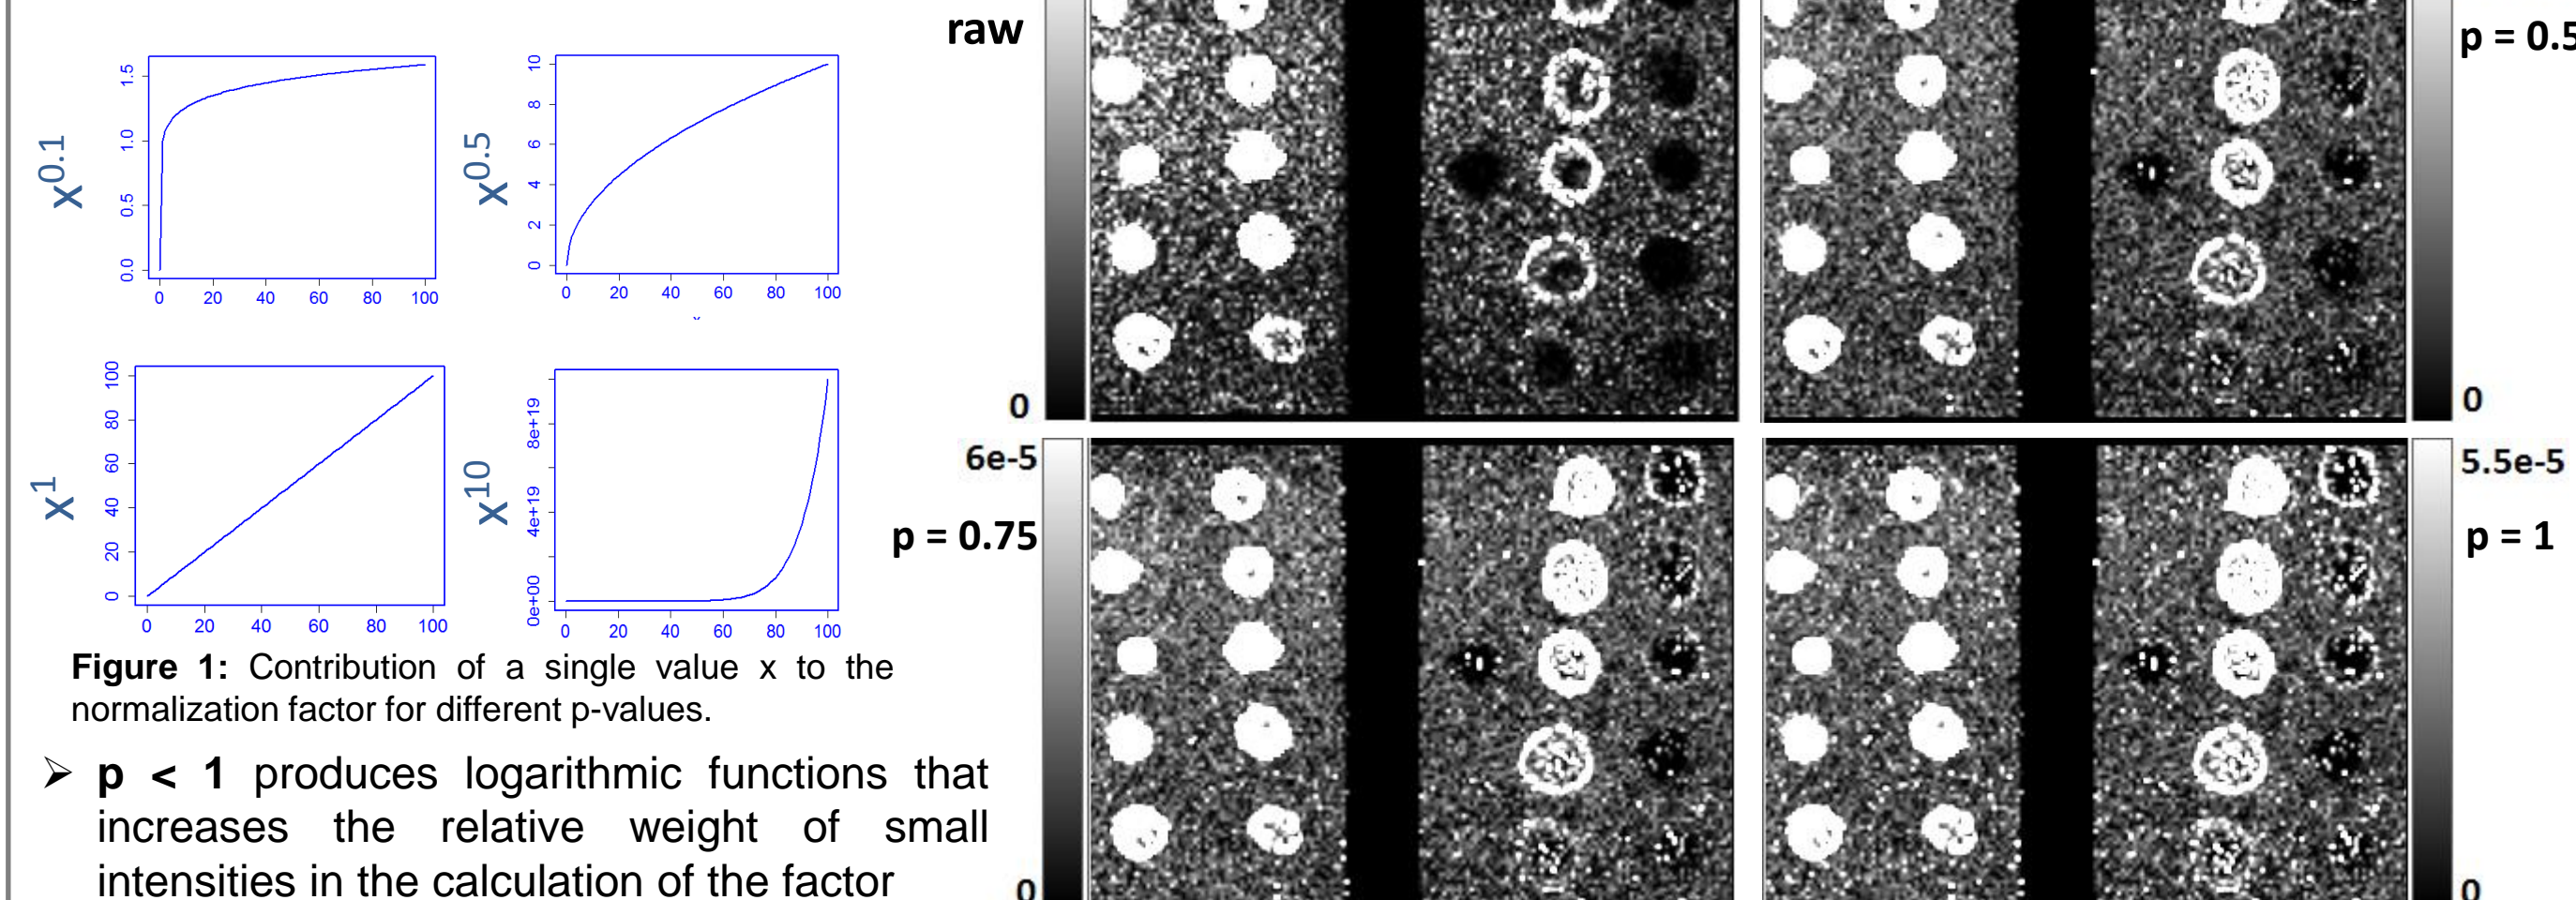 x^0.1
1.5
1.0
0.5
0.0
0 20 40 60 80 100
x^0.5
10
8
6
4
2
0
0 20 40 60 80 100
x^1
100
80
60
40
20
0
0 20 40 60 80 100
x^10
8e+19
4e+19
0e+00
0 20 40 60 80 100
Figure 1: Contribution of a single value x to the
normalization factor for different p-values.
➢ p < 1 produces logarithmic functions that
increases the relative weight of small
intensities in the calculation of the factor
raw
0
p = 0.5
0
6e-5
p = 0.75
0
5.5e-5
p = 1
0